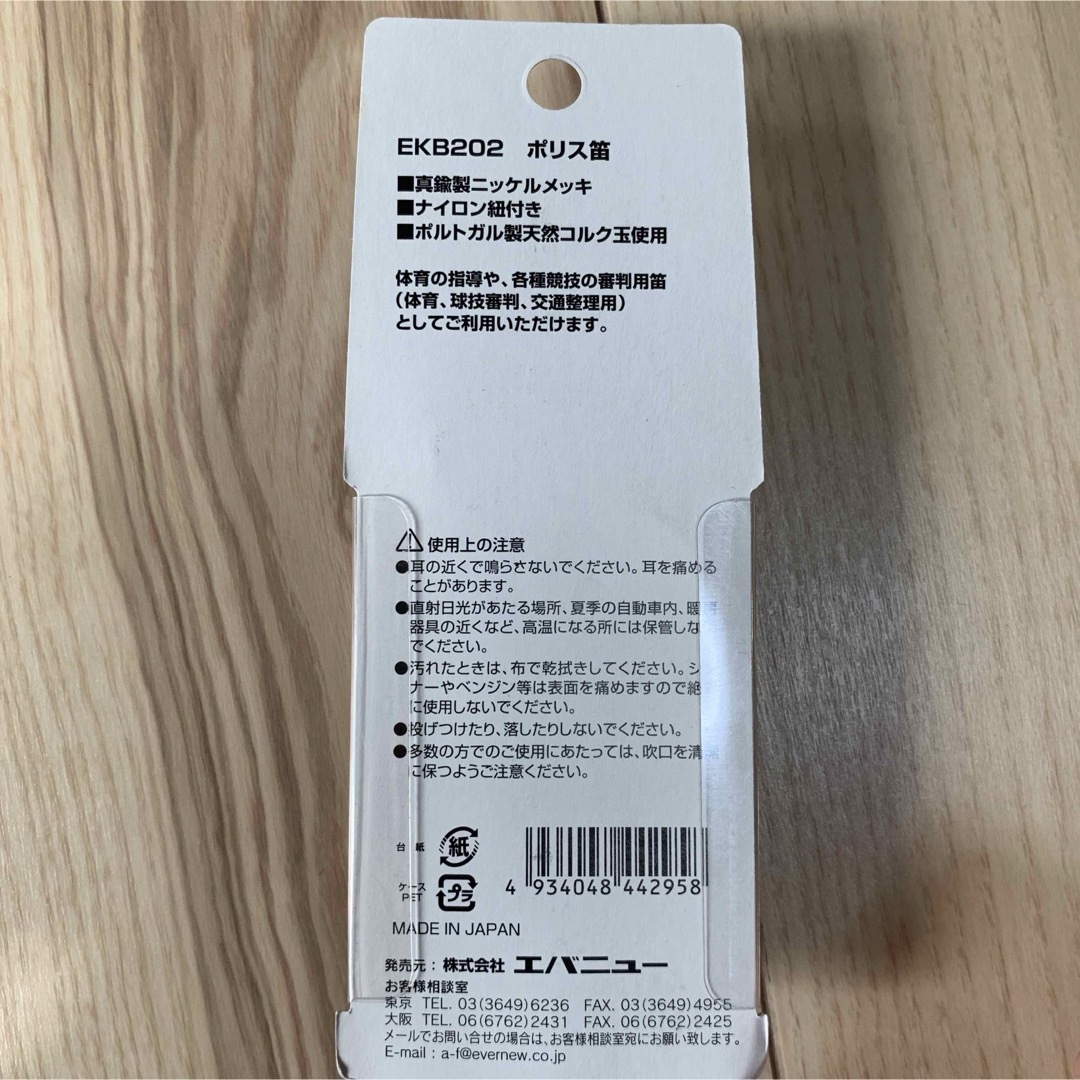 EKB202 ポリス笛
■真鍮製ニッケルメッキ
■ナイロン紐付き
■ポルトガル製天然コルク玉使用
体育の指導や、各種競技の審判用笛
（体育、球技審判、交通整理用）
としてご利用いただけます。
使用上の注意
●耳の近くで鳴らさないでください。耳を痛める
ことがあります。
●直射日光があたる場所、夏季の自動車内、暖房
器具の近くなど、高温になる所には保管しな
でください。
●汚れたときは、布で乾拭きしてください。シ
ナーやベンジン等は表面を痛めますので絶
に使用しないでください。
●投げつけたり、落したりしないでください。
●多数の方でのご使用にあたっては、吹口を清潔
に保つようご注意ください。
台紙 紙
ケース プラ
PET
4 934048 442958
MADE IN JAPAN
発売元：株式会社 エバニュー
お客様相談室
東京 TEL. 03(3649)6236 FAX. 03(3649)4955
大阪 TEL. 06(6762)2431 FAX. 06(6762)2425
メールでお問い合せの場合は、お客様相談室宛にお願い致します。
E-mail : a-f@evernew.co.jp